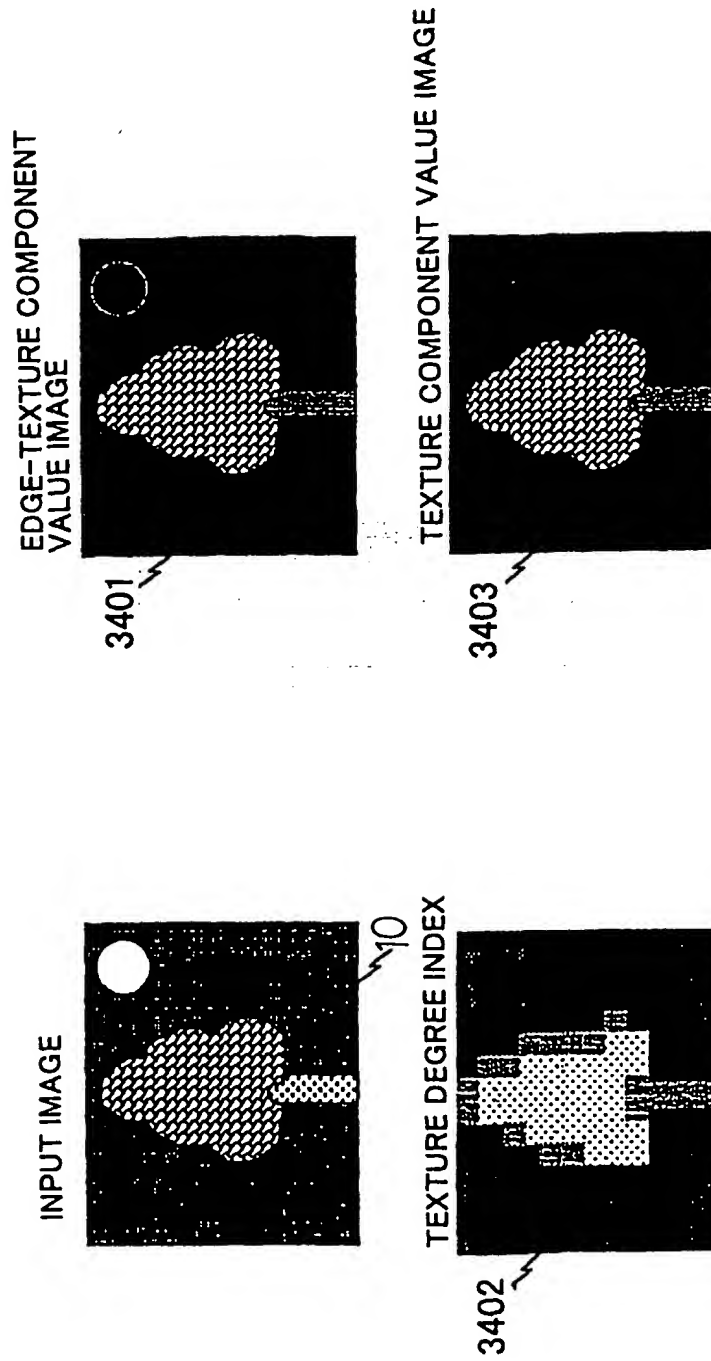 INPUT IMAGE
10
EDGE-TEXTURE COMPONENT
VALUE IMAGE
3401
TEXTURE DEGREE INDEX
3402
TEXTURE COMPONENT VALUE IMAGE
3403